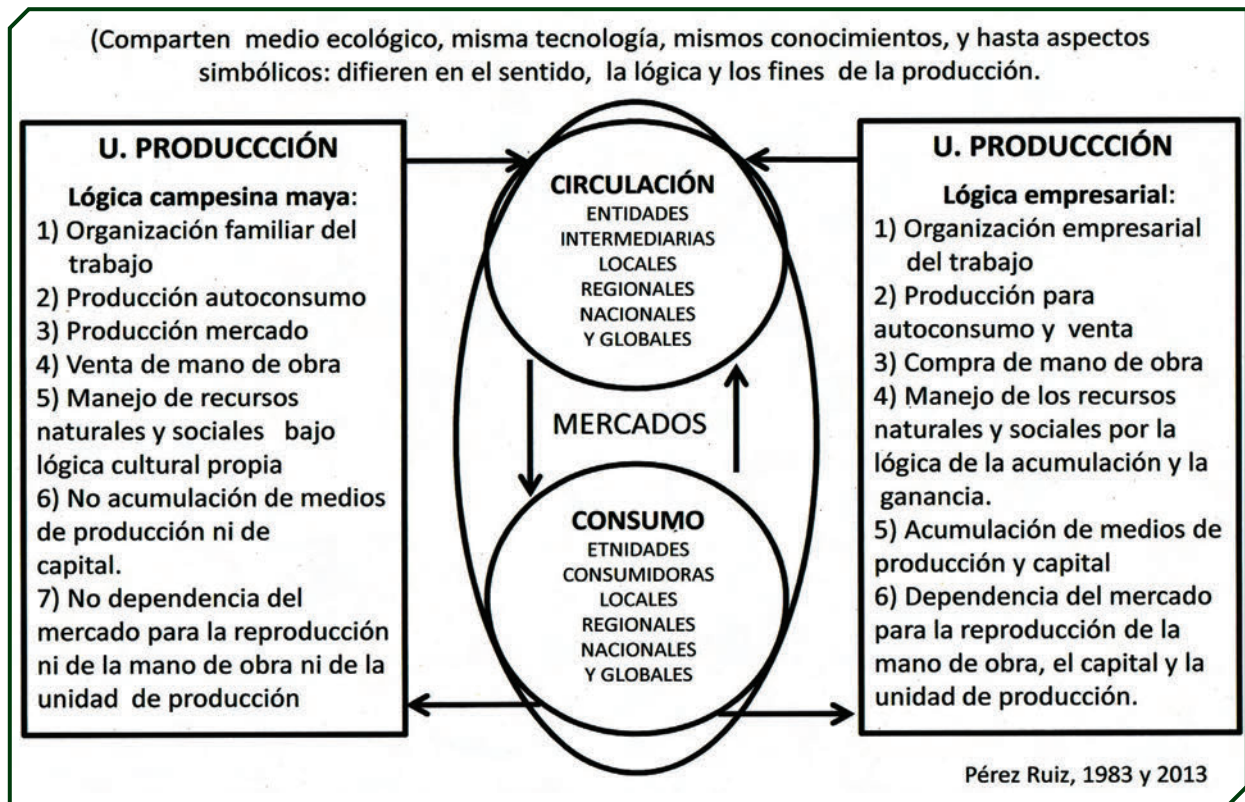 (Comparten medio ecológico, misma tecnología, mismos conocimientos, y hasta aspectos
simbólicos: difieren en el sentido, la lógica y los fines de la producción.
U. PRODUCCCIÓN
Lógica campesina maya:
1) Organización familiar del
trabajo
2) Producción autoconsumo
3) Producción mercado
4) Venta de mano de obra
5) Manejo de recursos
naturales y sociales bajo
lógica cultural propia
6) No acumulación de medios
de producción ni de
capital.
7) No dependencia del
mercado para la reproducción
ni de la mano de obra ni de la
unidad de producción
CIRCULACIÓN
ENTIDADES
INTERMEDIARIAS
LOCALES
REGIONALES
NACIONALES
Y GLOBALES
MERCADOS
CONSUMO
ETNIDADES
CONSUMIDORAS
LOCALES
REGIONALES
NACIONALES
Y GLOBALES
U. PRODUCCCIÓN
Lógica empresarial:
1) Organización empresarial
del trabajo
2) Producción para
autoconsumo y venta
3) Compra de mano de obra
4) Manejo de los recursos
naturales y sociales por la
lógica de la acumulación y la
ganancia.
5) Acumulación de medios de
producción y capital
6) Dependencia del mercado
para la reproducción de la
mano de obra, el capital y la
unidad de producción.
Pérez Ruiz, 1983 y 2013